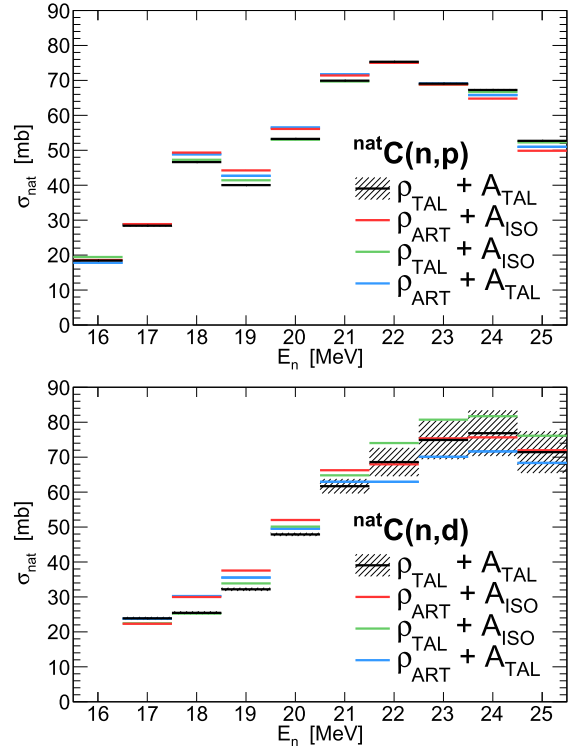 90
80
70
60
50
40
30
20
10
0
σnat [mb]
natC(n,p)
ρTAL + ATAL
ρART + AISO
ρTAL + AISO
ρART + ATAL
16 17 18 19 20 21 22 23 24 25
En [MeV]
90
80
70
60
50
40
30
20
10
0
σnat [mb]
natC(n,d)
ρTAL + ATAL
ρART + AISO
ρTAL + AISO
ρART + ATAL
16 17 18 19 20 21 22 23 24 25
En [MeV]